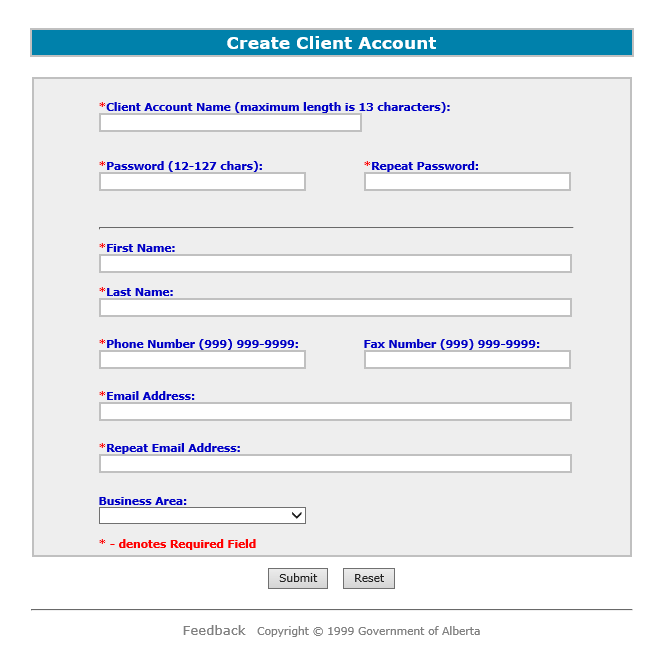 Create Client Account
*Client Account Name (maximum length is 13 characters):
*Password (12-127 chars): *Repeat Password:
*First Name:
*Last Name:
*Phone Number (999) 999-9999: Fax Number (999) 999-9999:
*Email Address:
*Repeat Email Address:
Business Area:
* - denotes Required Field
Submit Reset
Feedback Copyright © 1999 Government of Alberta